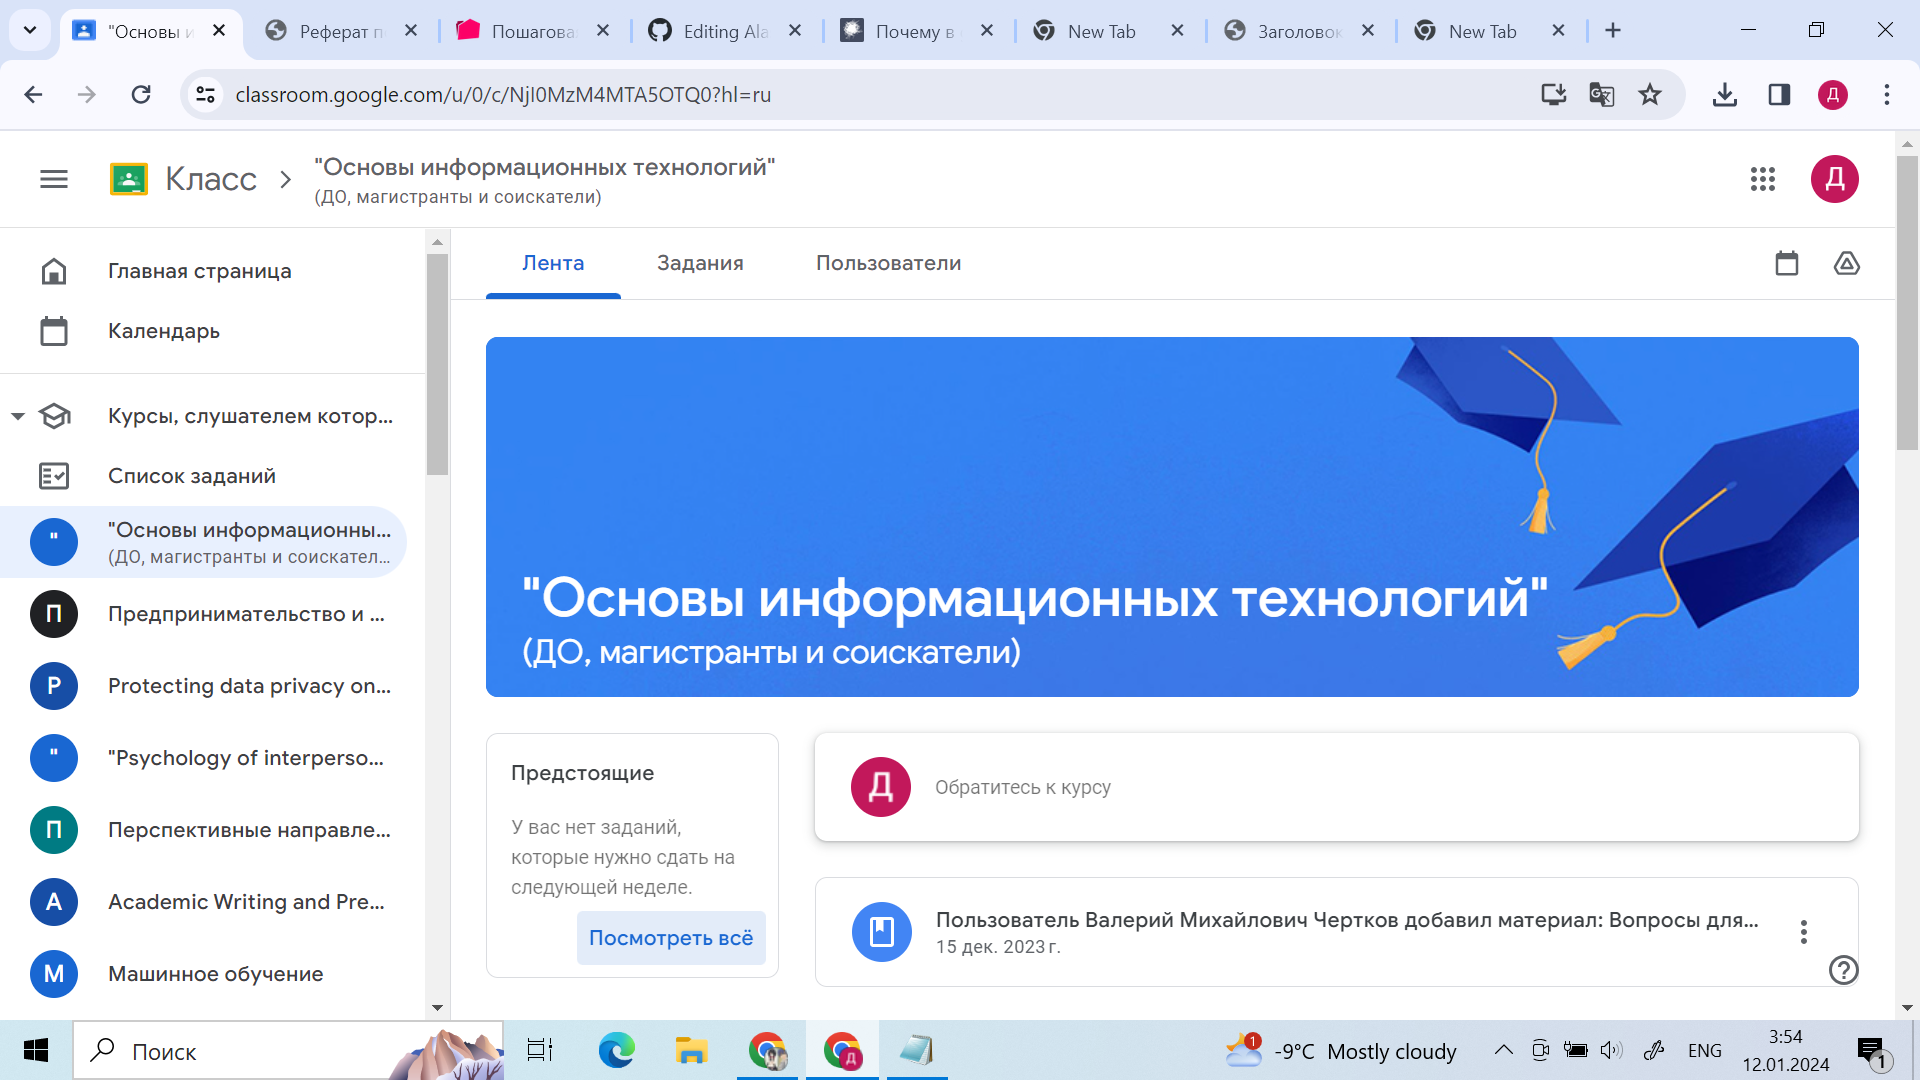 "Основы и
Реферат п
Пошагова
Editing Ala
Почему в
New Tab
Заголовок
New Tab
classroom.google.com/u/0/c/NjI0MzM4MTA5OTQ0?hl=ru
Д
Класс
"Основы информационных технологий"
(ДО, магистранты и соискатели)
Д
Главная страница
Календарь
Курсы, слушателем котор...
Список заданий
"
"Основы информационны...
(ДО, магистранты и соискател...
П
Предпринимательство и ...
P
Protecting data privacy on...
"
"Psychology of interperso...
П
Перспективные направле...
A
Academic Writing and Pre...
М
Машинное обучение
Лента
Задания
Пользователи
"Основы информационных технологий"
(ДО, магистранты и соискатели)
Предстоящие
У вас нет заданий,
которые нужно сдать на
следующей неделе.
Посмотреть всё
Д
Обратитесь к курсу
Пользователь Валерий Михайлович Чертков добавил материал: Вопросы для...
15 дек. 2023 г.
Поиск
Д
1
-9°C Mostly cloudy
ENG
3:54
12.01.2024
1